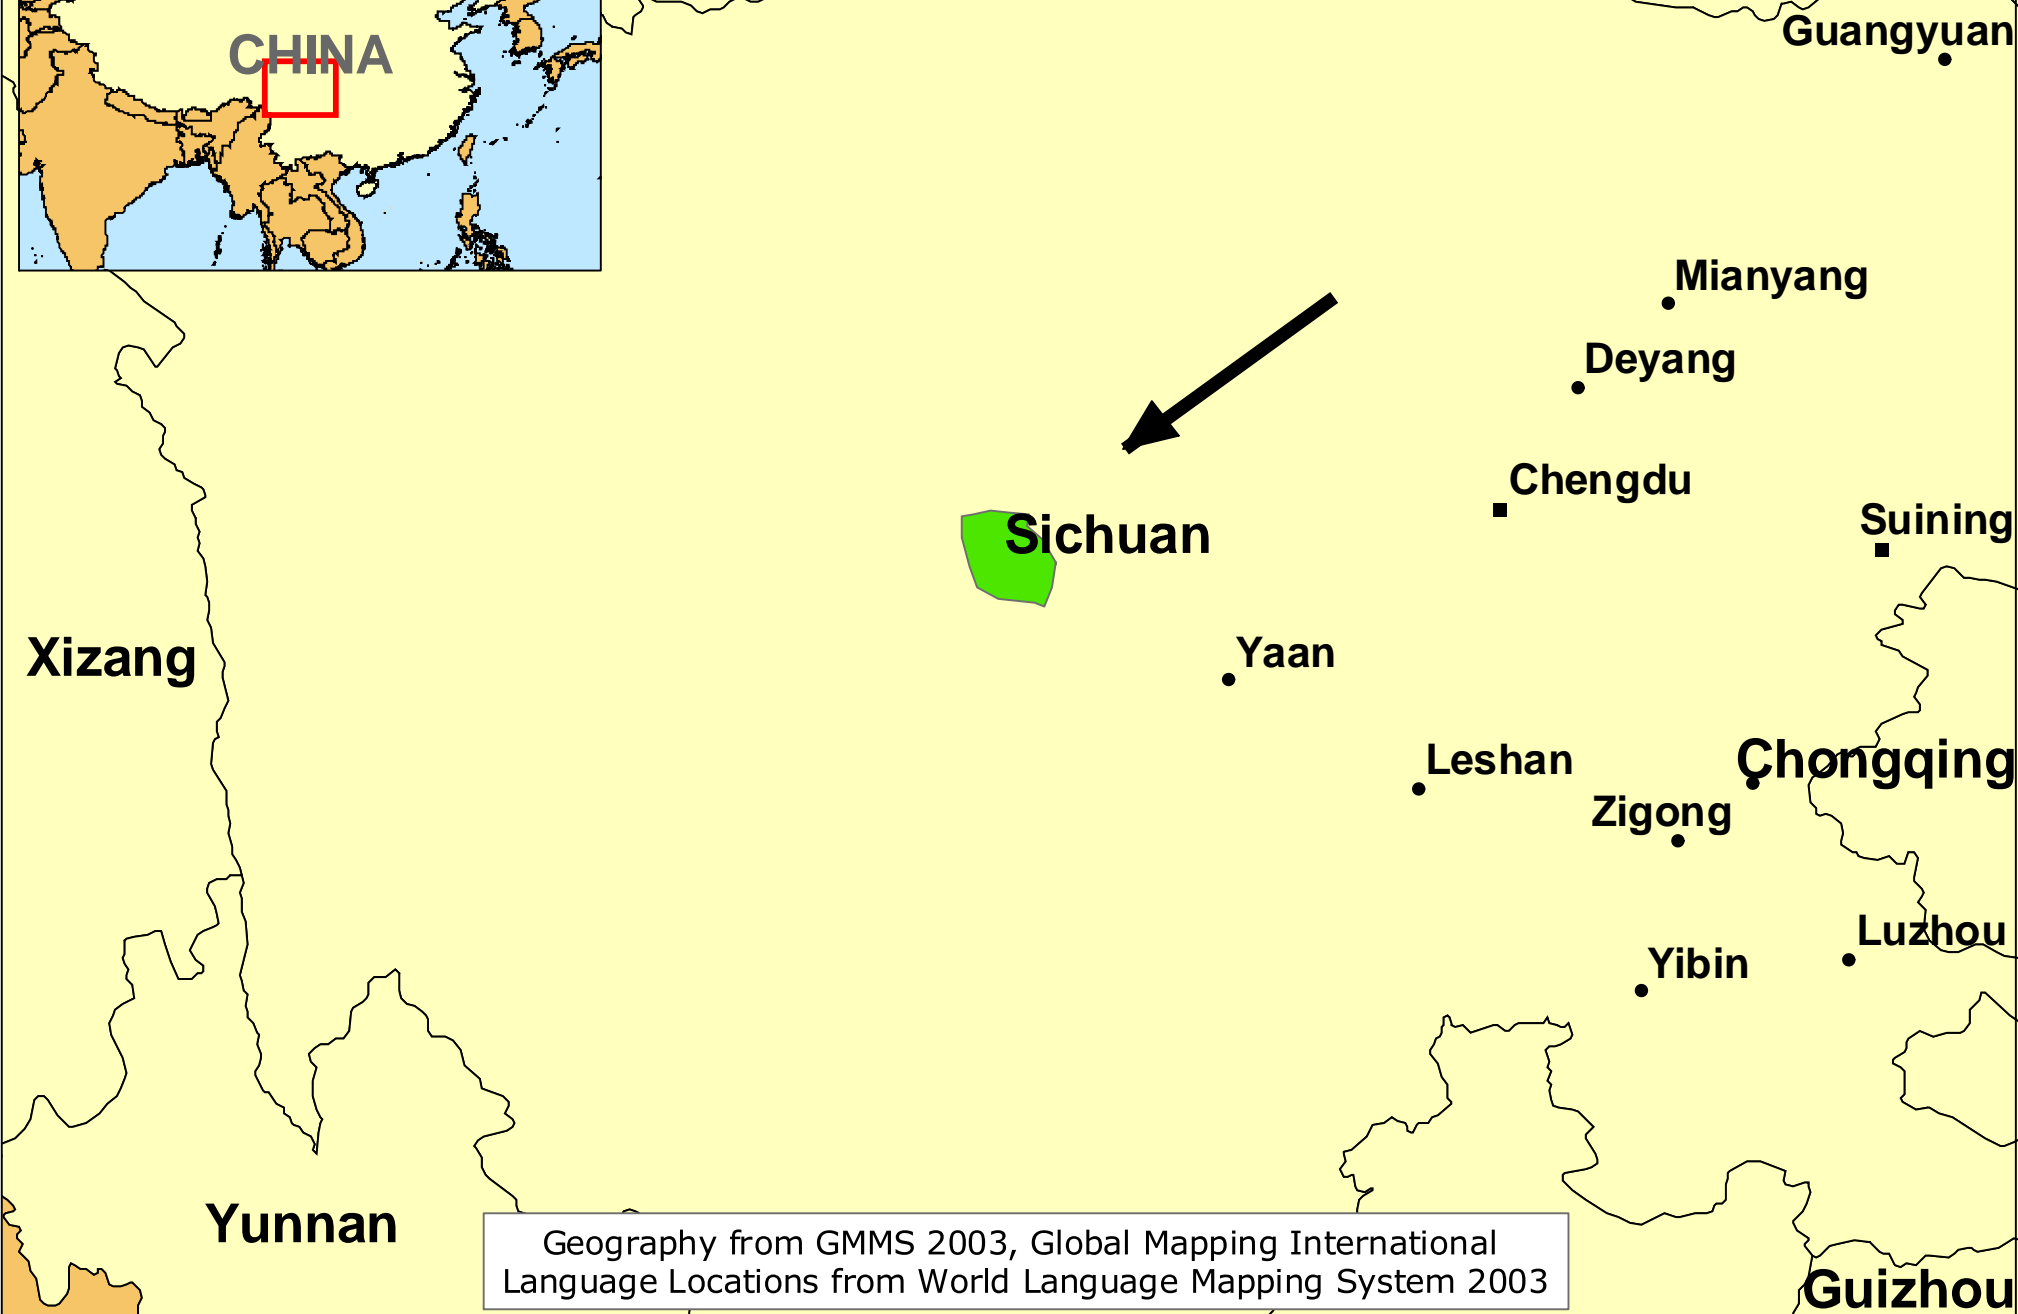 CHINA
Guangyuan
Mianyang
Deyang
Chengdu
Suining
Sichuan
Yaan
Xizang
Leshan
Chongqing
Zigong
Luzhou
Yibin
Yunnan
Geography from GMMS 2003, Global Mapping International
Language Locations from World Language Mapping System 2003
Guizhou